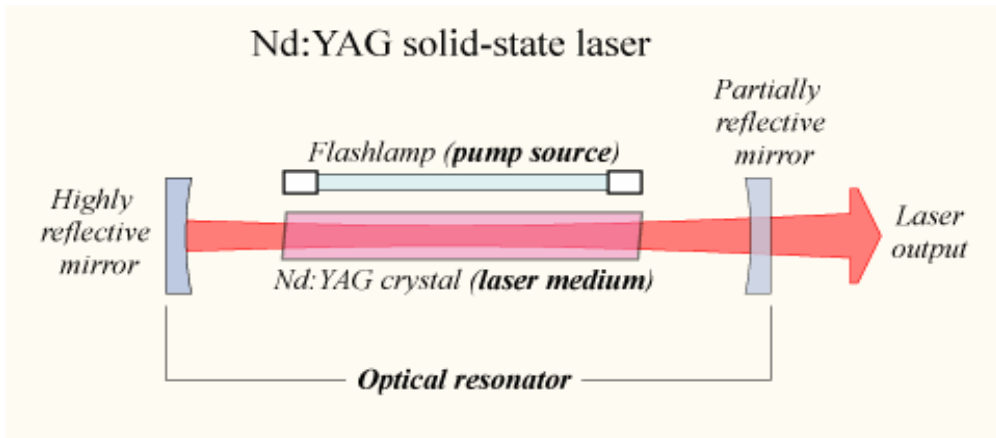 Nd:YAG solid-state laser
Partially
reflective
mirror
Flashlamp (pump source)
Highly
reflective
mirror
Laser
output
Nd:YAG crystal (laser medium)
Optical resonator